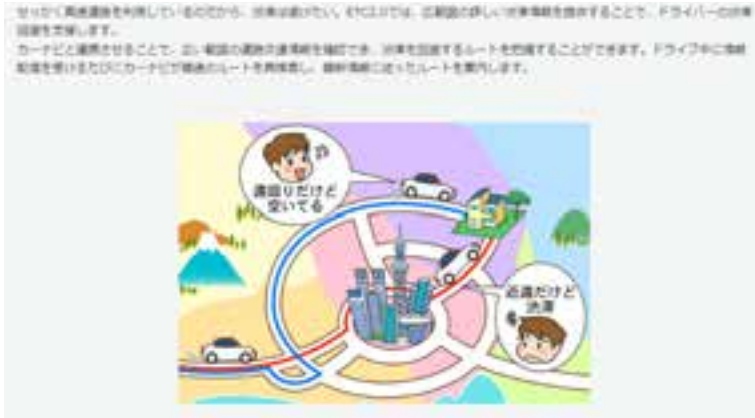 せっかく高速道路を利用しているのだから、渋滞は避けたい。ETC2.0では、広範囲の詳しい渋滞情報を提供することで、ドライバーの渋滞
回避を支援します。
カーナビと連携させることで、広い範囲の道路交通情報を確認でき、渋滞を回避するルートを把握することができます。ドライブ中に情報
配信を受けるたびにカーナビが最適のルートを再検索し、最新情報に沿ったルートを案内します。
遠回りだけど
空いてる
近道だけど
渋滞